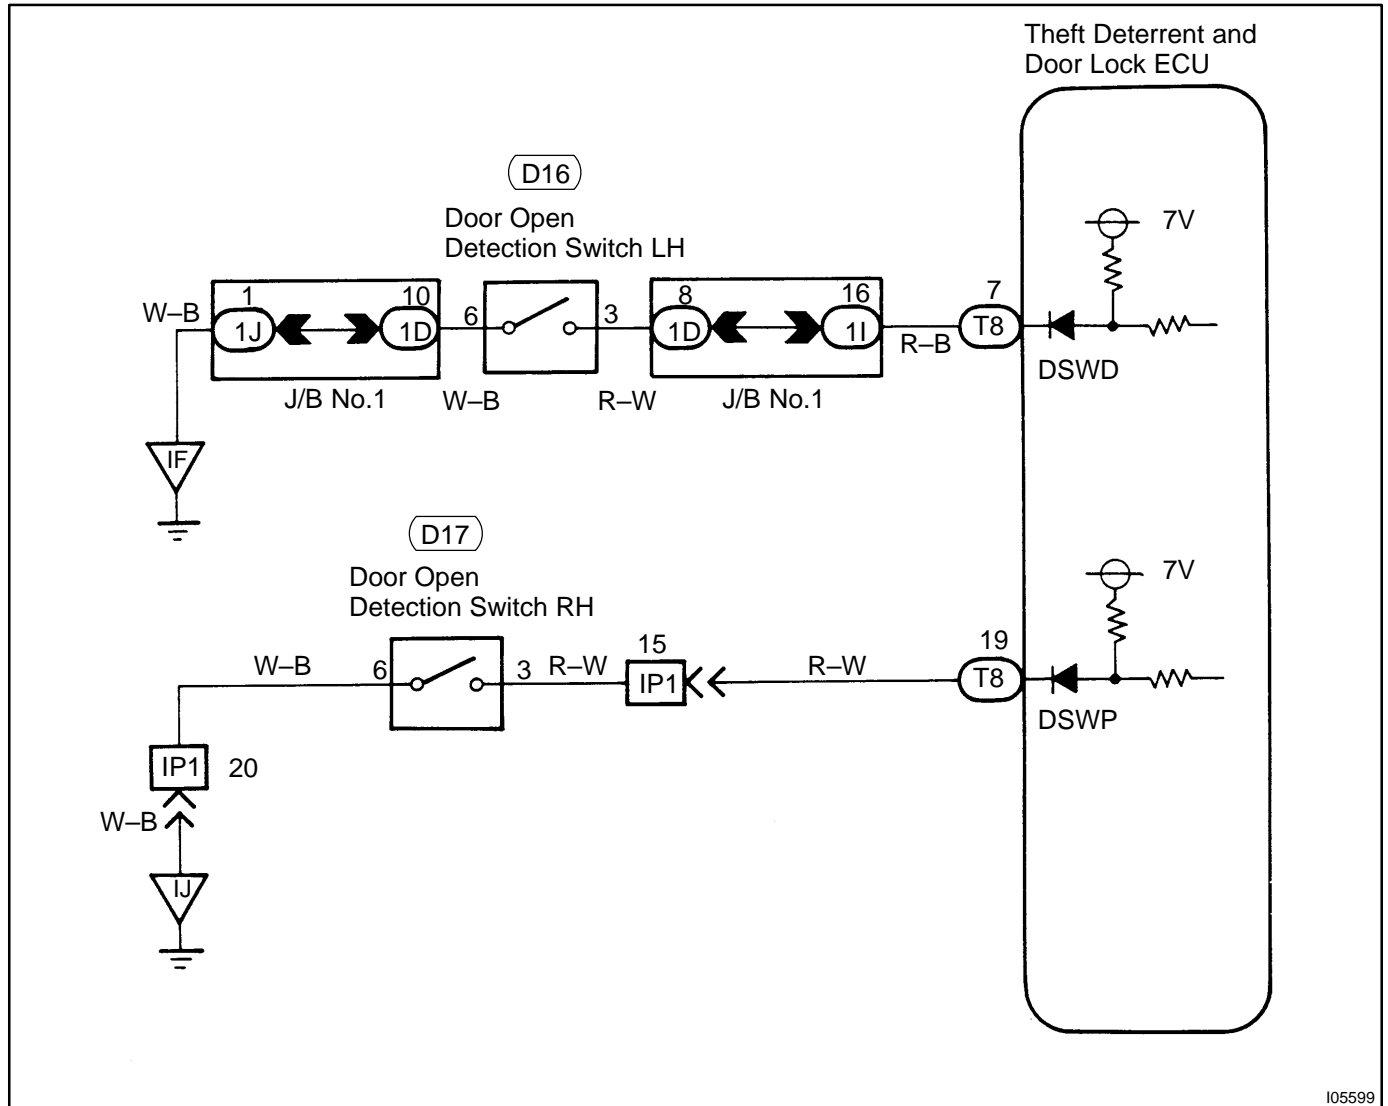 Theft Deterrent and
Door Lock ECU
D16
Door Open
Detection Switch LH
7V
W–B
1
10
6
3
8
16
7
1J
1D
1D
1I
R–B
T8
DSWD
J/B No.1
W–B
R–W
J/B No.1
IF
D17
Door Open
Detection Switch RH
7V
W–B
6
3
R–W
15
IP1
R–W
19
T8
DSWP
IP1
20
W–B
IJ
I05599